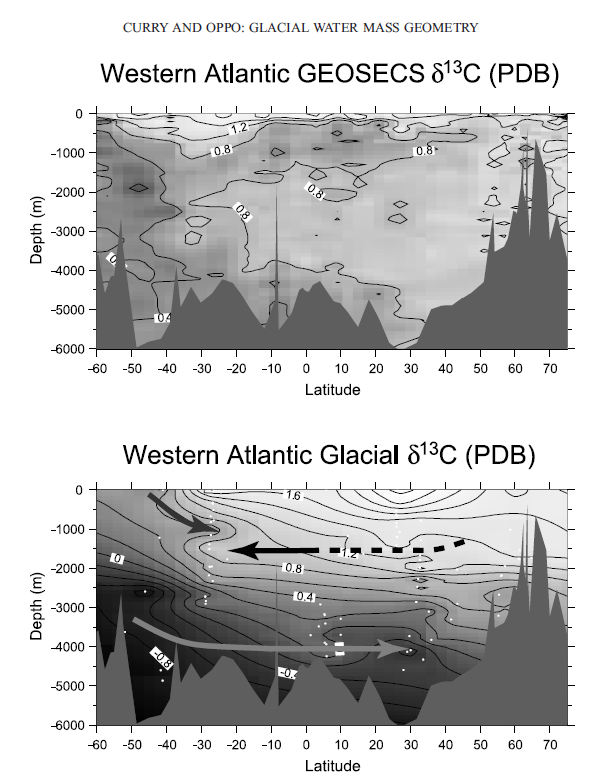 CURRY AND OPPO: GLACIAL WATER MASS GEOMETRY
Western Atlantic GEOSECS δ13C (PDB)
0
-1000
-2000
-3000
-4000
-5000
-6000
Depth (m)
1.2
0.8
0.8
0.8
0.8
0.4
-60 -50 -40 -30 -20 -10 0 10 20 30 40 50 60 70
Latitude
Western Atlantic Glacial δ13C (PDB)
0
-1000
-2000
-3000
-4000
-5000
-6000
Depth (m)
1.6
1.2
0
0.8
0.4
-0.8
-60 -50 -40 -30 -20 -10 0 10 20 30 40 50 60 70
Latitude